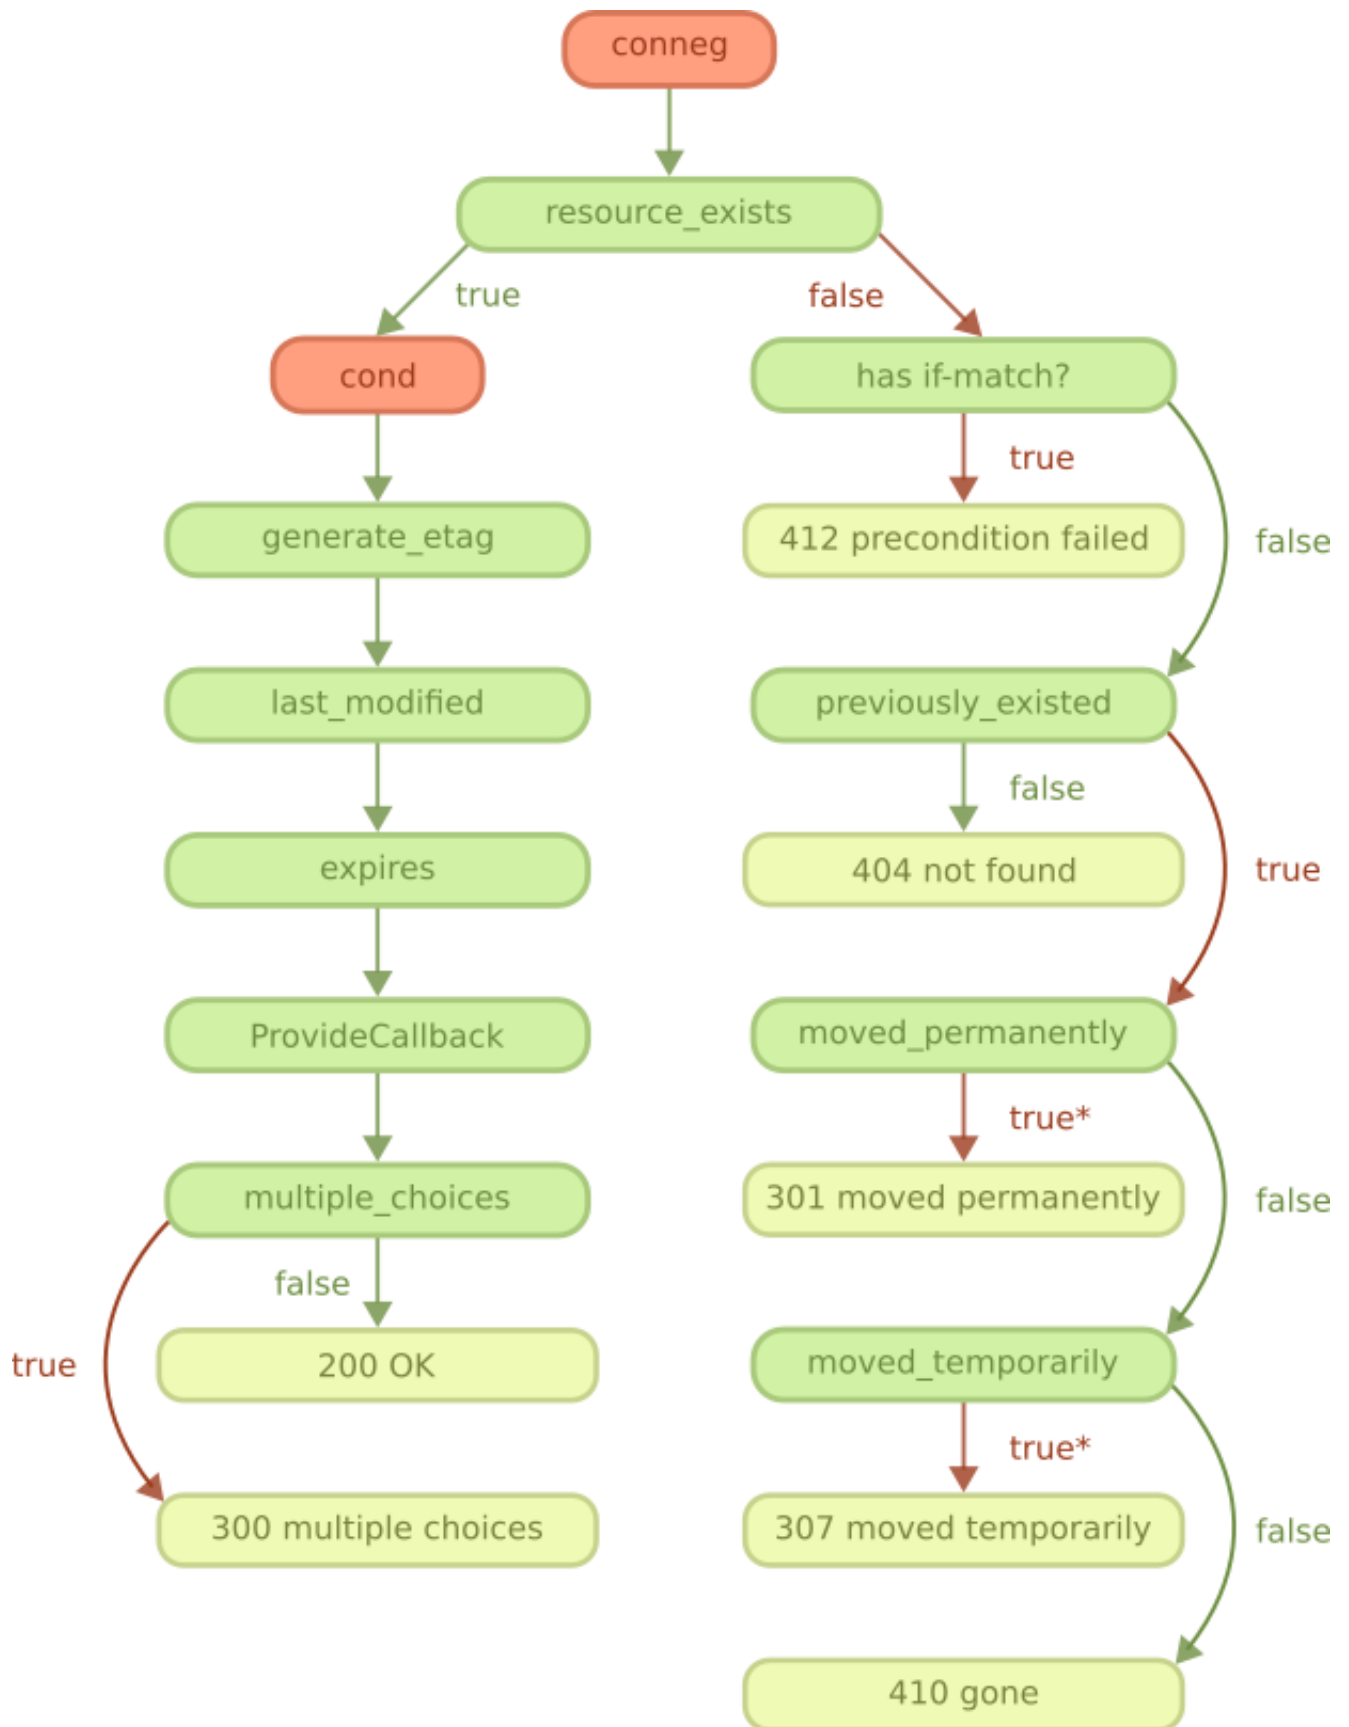 conneg
resource_exists
true
false
cond
has if-match?
true
generate_etag
412 precondition failed
false
last_modified
previously_existed
false
expires
404 not found
true
ProvideCallback
moved_permanently
true*
multiple_choices
301 moved permanently
false
false
true
200 OK
moved_temporarily
true*
300 multiple choices
307 moved temporarily
false
410 gone